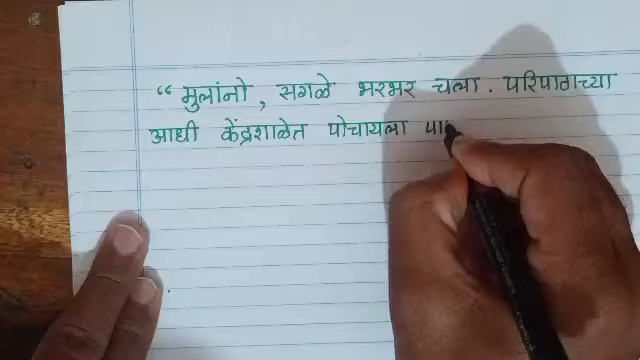 “ मुलांनो, सगळे भरभर चला. परिपाठाच्या
आधी केंद्रशाळेत पोचायला पा